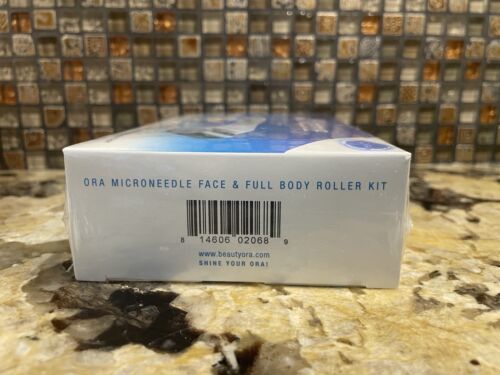 ORA MICRONEEDLE FACE & FULL BODY ROLLER KIT
8 14606 02068 9
www.beautyora.com
SHINE YOUR ORA!